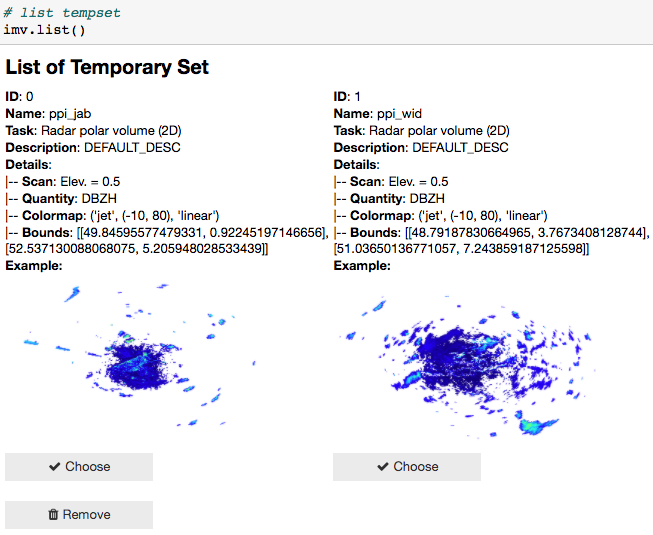 # list tempset
imv.list()
List of Temporary Set
ID: 0
Name: ppi_jab
Task: Radar polar volume (2D)
Description: DEFAULT_DESC
Details:
|-- Scan: Elev. = 0.5
|-- Quantity: DBZH
|-- Colormap: ('jet', (-10, 80), 'linear')
|-- Bounds: [[49.84595577479331, 0.92245197146656],
[52.537130088068075, 5.205948028533439]]
Example:
Choose
Remove
ID: 1
Name: ppi_wid
Task: Radar polar volume (2D)
Description: DEFAULT_DESC
Details:
|-- Scan: Elev. = 0.5
|-- Quantity: DBZH
|-- Colormap: ('jet', (-10, 80), 'linear')
|-- Bounds: [[48.79187830664965, 3.7673408128744],
[51.03650136771057, 7.243859187125598]]
Example:
Choose